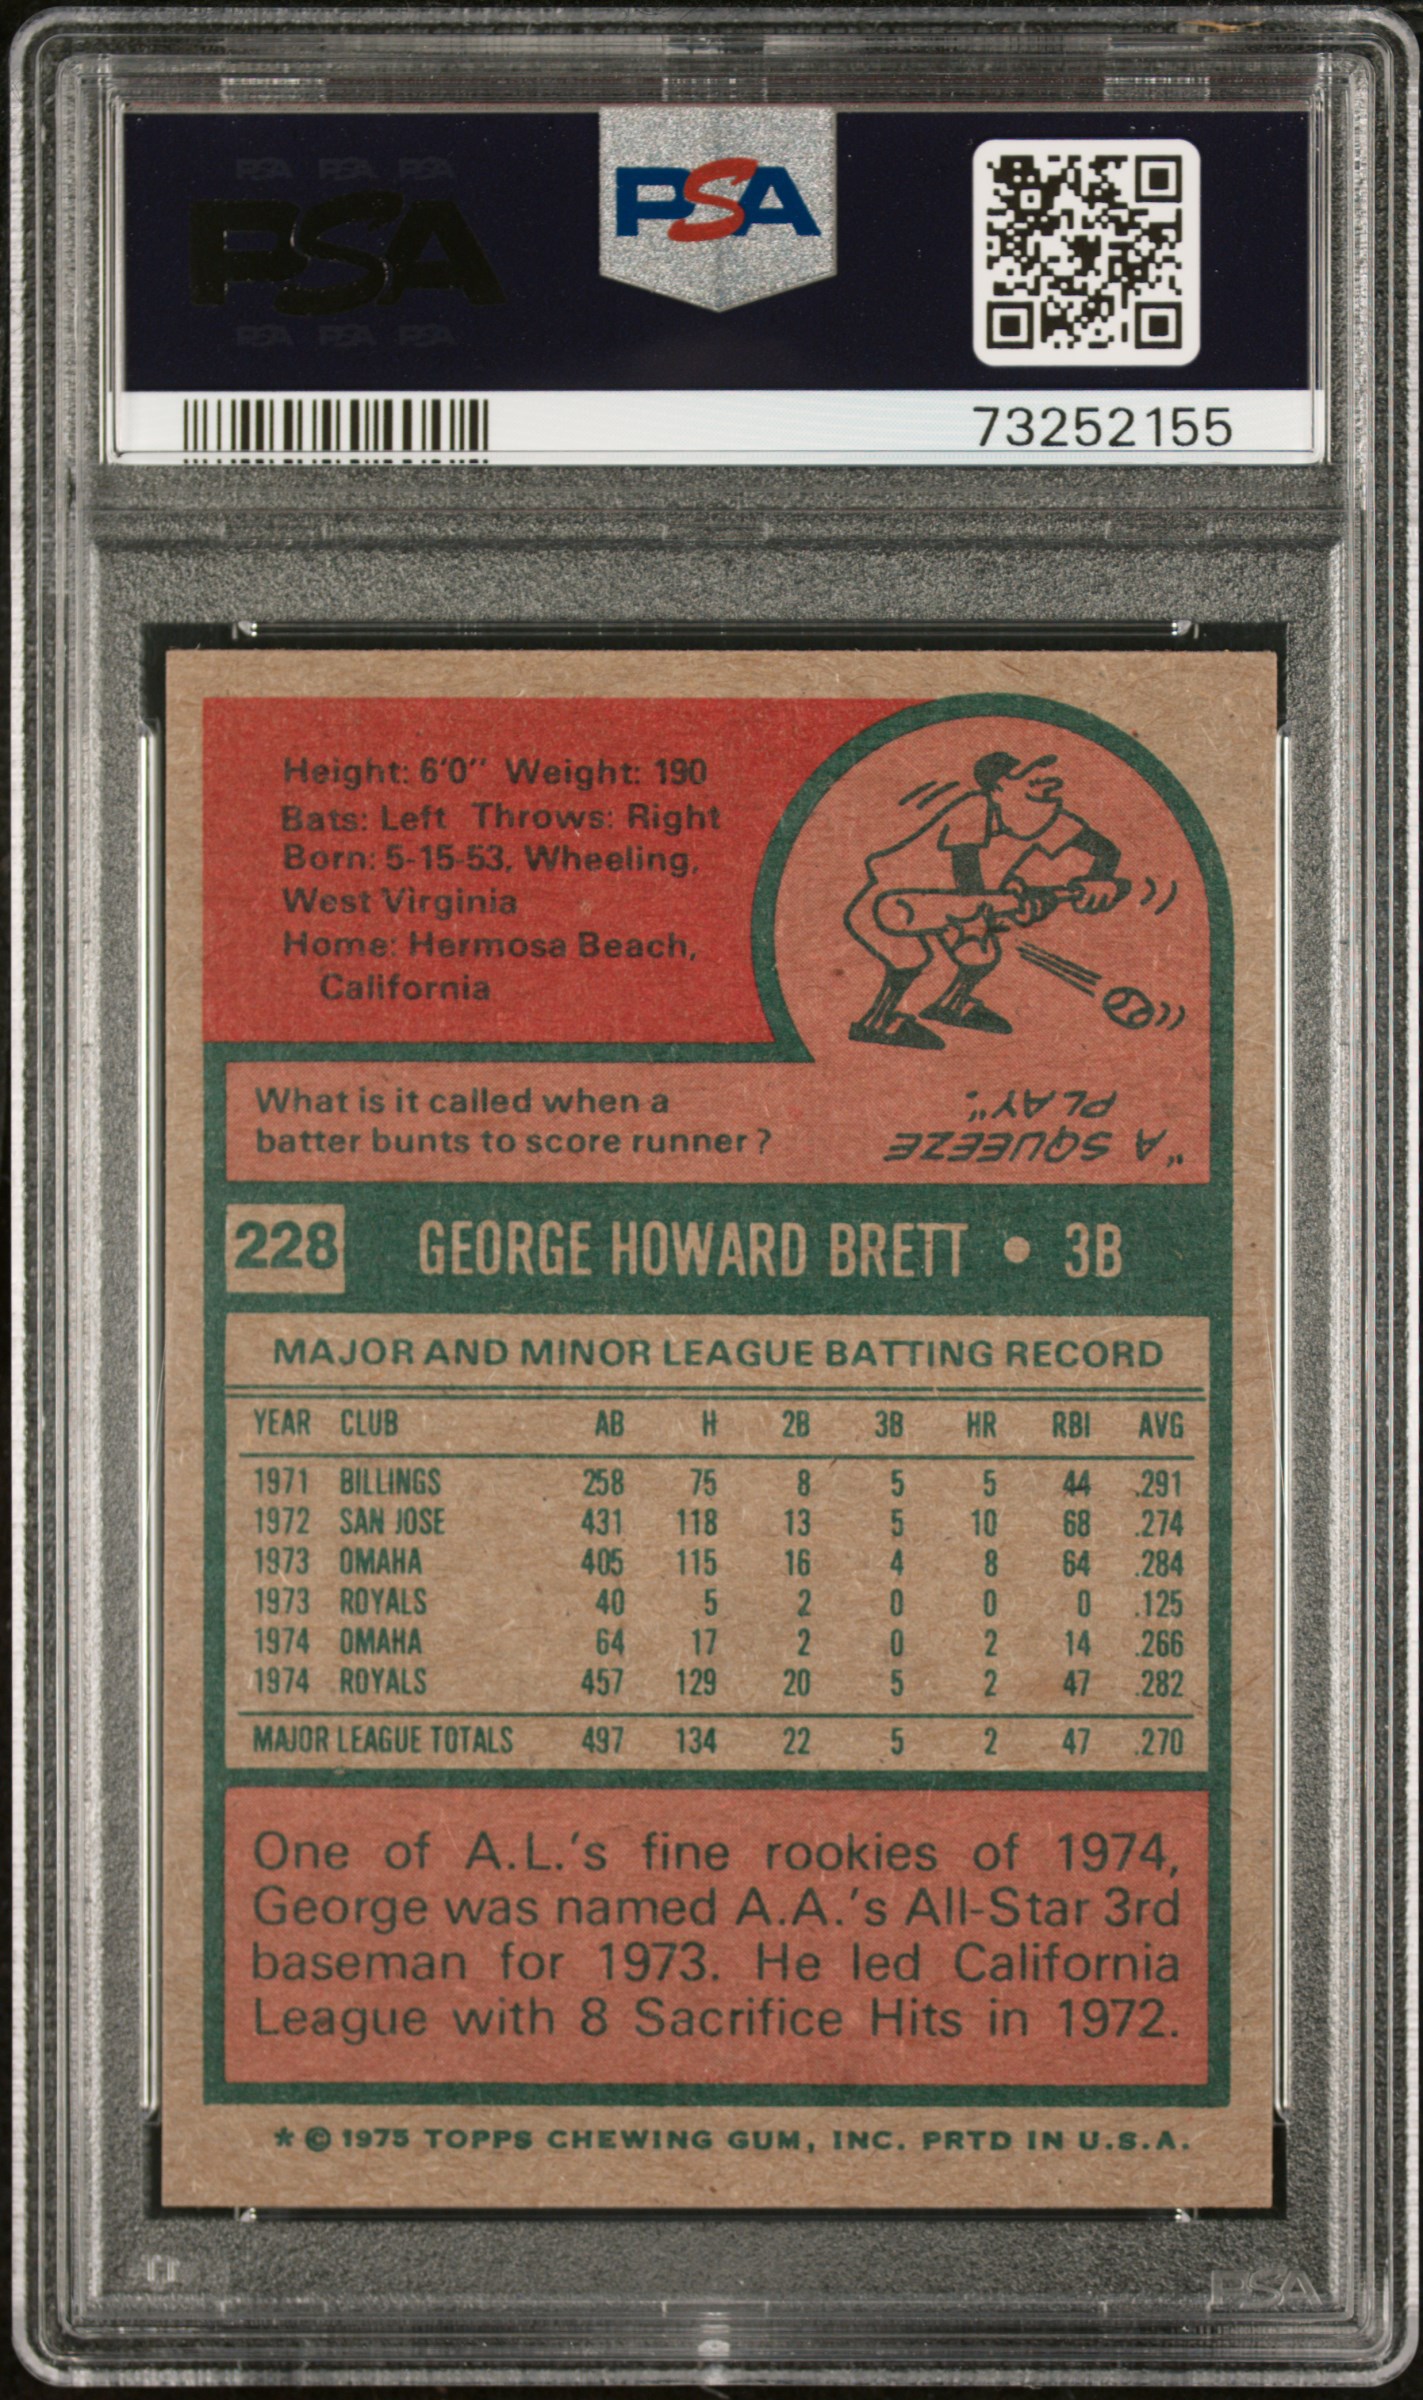 PSA PSA PSA
PSA
PSA PSA PSA
PSA
73252155
Height: 6'0" Weight: 190
Bats: Left Throws: Right
Born: 5-15-53, Wheeling,
West Virginia
Home: Hermosa Beach,
California
What is it called when a
batter bunts to score runner?
"A SQUEEZE
PLAY".
228 GEORGE HOWARD BRETT • 3B
MAJOR AND MINOR LEAGUE BATTING RECORD
YEAR CLUB AB H 2B 3B HR RBI AVG
1971 BILLINGS 258 75 8 5 5 44 .291
1972 SAN JOSE 431 118 13 5 10 68 .274
1973 OMAHA 405 115 16 4 8 64 .284
1973 ROYALS 40 5 2 0 0 0 .125
1974 OMAHA 64 17 2 0 2 14 .266
1974 ROYALS 457 129 20 5 2 47 .282
MAJOR LEAGUE TOTALS 497 134 22 5 2 47 .270
One of A.L.'s fine rookies of 1974,
George was named A.A.'s All-Star 3rd
baseman for 1973. He led California
League with 8 Sacrifice Hits in 1972.
* © 1975 TOPPS CHEWING GUM, INC. PRTD IN U.S.A.
PSA